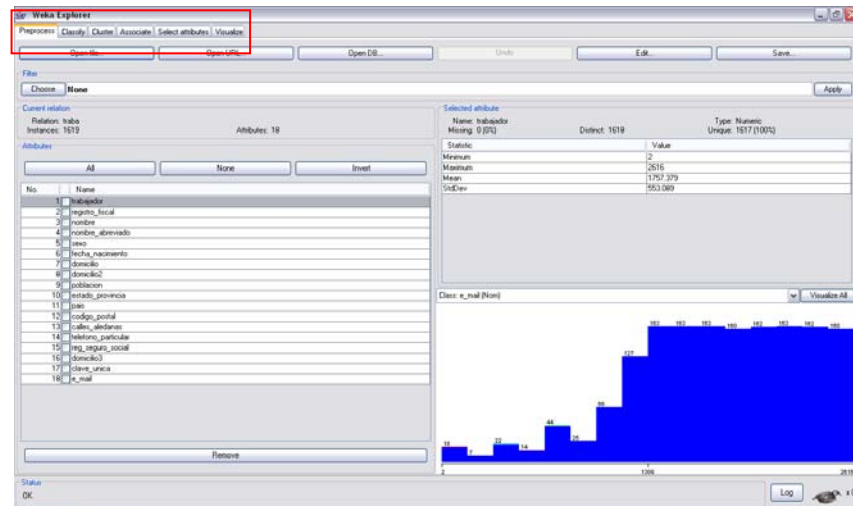 Weka Explorer
Preprocess Classify Cluster Associate Select attributes Visualize
Open file... Open URL... Open DB... Undo Edit... Save...
Filter
Choose None Apply
Current relation
Relation: traba
Instances: 1619 Attributes: 18
Attributes
All None Invert
No. Name
1 trabajador
2 registro_fiscal
3 nombre
4 nombre_abreviado
5 sexo
6 fecha_nacimiento
7 domicilio
8 domicilio2
9 poblacion
10 estado_provincia
11 pais
12 codigo_postal
13 calles_aledanas
14 telefono_particular
15 reg_seguro_social
16 domicilio3
17 clave_unica
18 e_mail
Remove
Selected attribute
Name: trabajador Type: Numeric
Missing: 0 (0%) Distinct: 1618 Unique: 1617 (100%)
Statistic Value
Minimum 2
Maximum 2616
Mean 1757.379
StdDev 553.089
Class: e_mail (Nom) Visualize All
127
44
22
14
7
2
Status
OK Log